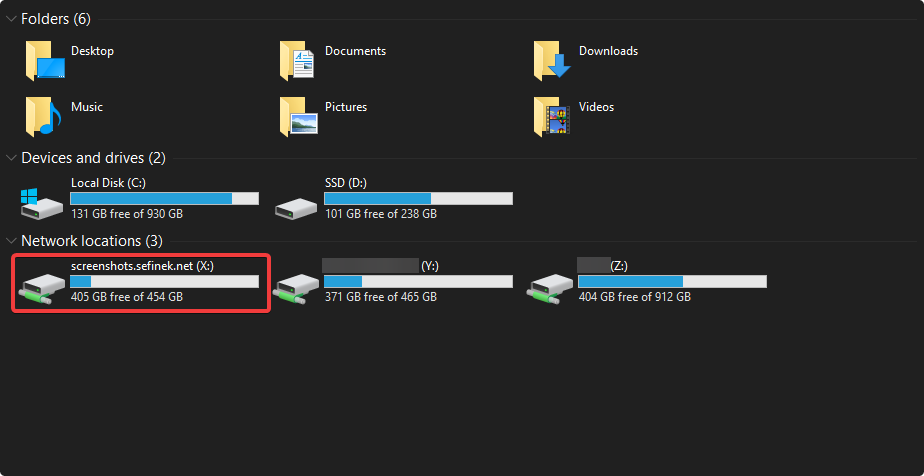 Folders (6)
Desktop
Documents
Downloads
Music
Pictures
Videos
Devices and drives (2)
Local Disk (C:)
131 GB free of 930 GB
SSD (D:)
101 GB free of 238 GB
Network locations (3)
screenshots.sefinek.net (X:)
405 GB free of 454 GB
(Y:)
371 GB free of 465 GB
(Z:)
404 GB free of 912 GB